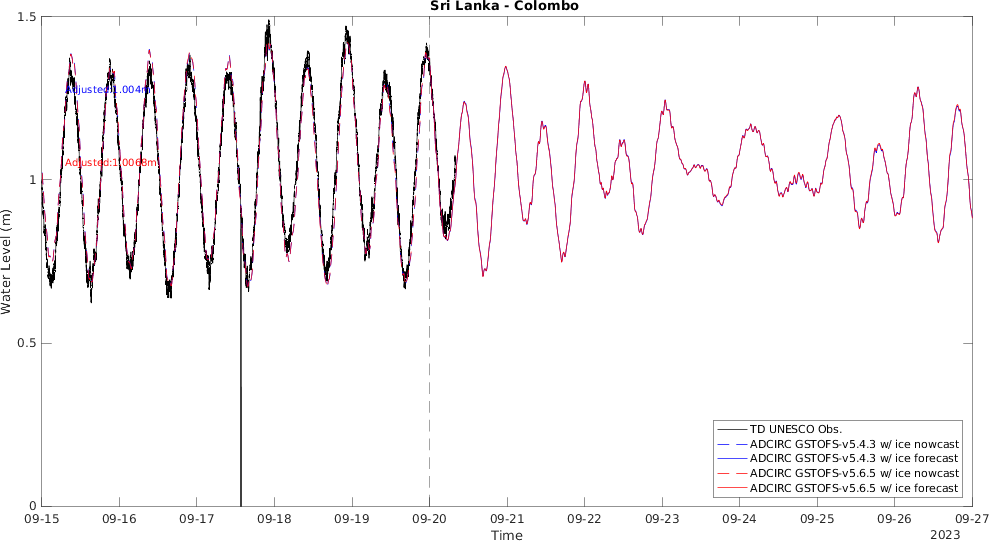 Sri Lanka - Colombo
Water Level (m)
1.5
1
0.5
0
Adjusted:1.004m
Adjusted:1.0068m
TD UNESCO Obs.
ADCIRC GSTOFS-v5.4.3 w/ ice nowcast
ADCIRC GSTOFS-v5.4.3 w/ ice forecast
ADCIRC GSTOFS-v5.6.5 w/ ice nowcast
ADCIRC GSTOFS-v5.6.5 w/ ice forecast
09-15 09-16 09-17 09-18 09-19 09-20 09-21 09-22 09-23 09-24 09-25 09-26 09-27
Time
2023